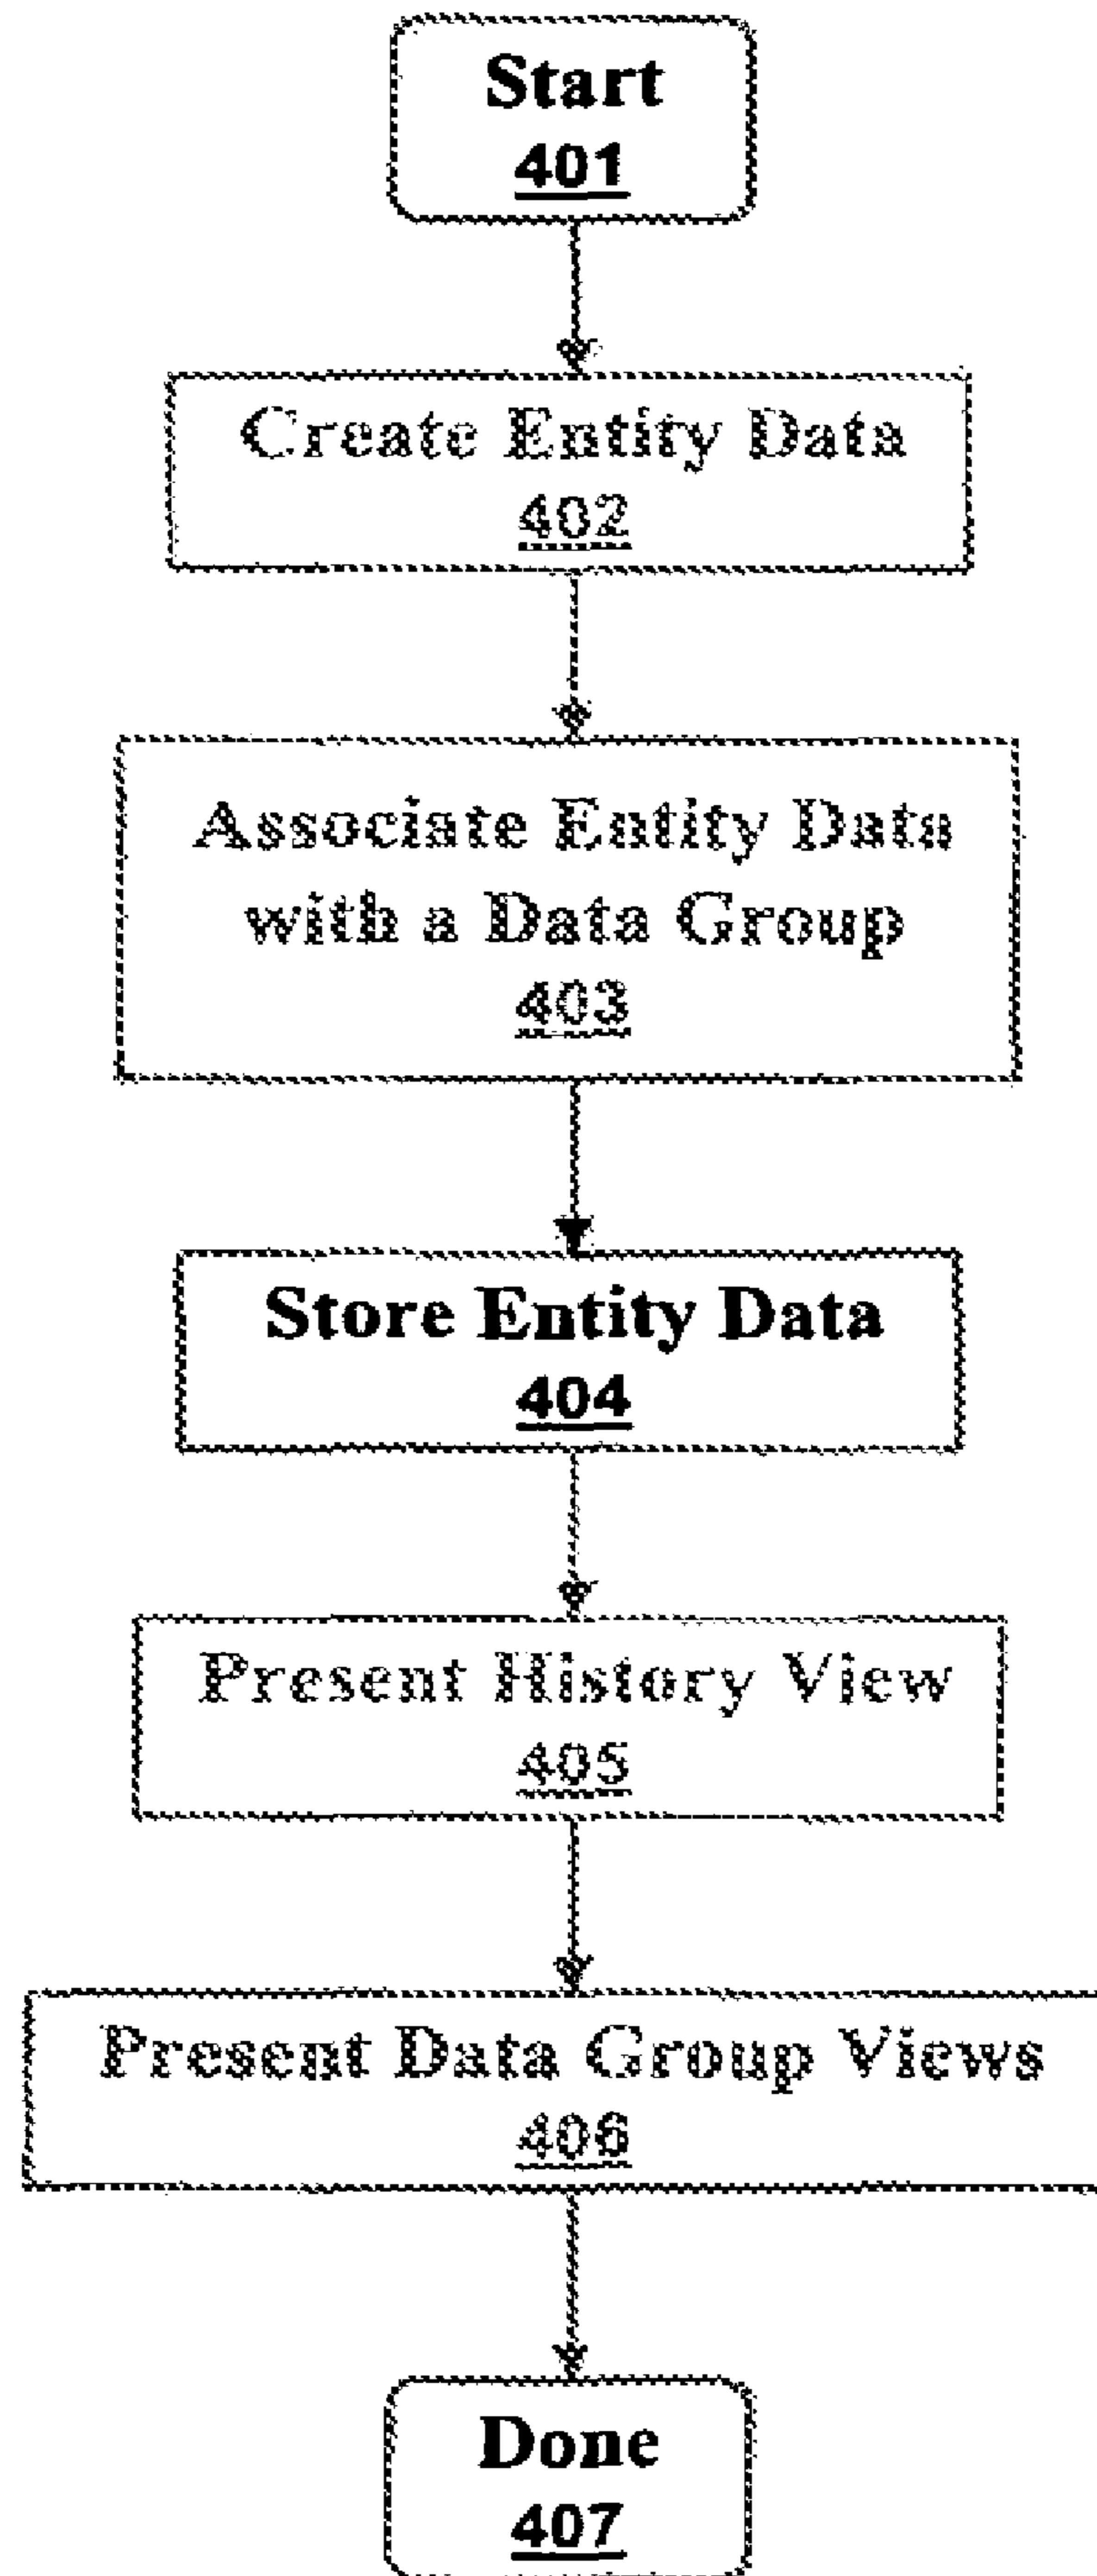 Start
401
Create Entity Data
402
Associate Entity Data
with a Data Group
403
Store Entity Data
404
Present History View
405
Present Data Group Views
406
Done
407